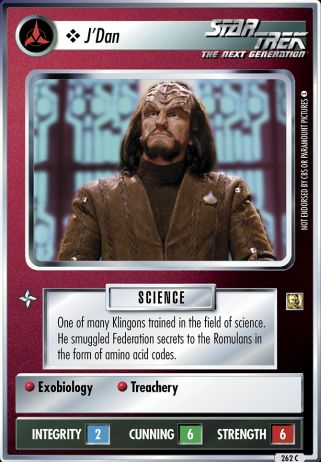 ❖ J'Dan
STAR TREK
THE NEXT GENERATION®
NOT ENDORSED BY CBS OR PARAMOUNT PICTURES
SCIENCE
One of many Klingons trained in the field of science.
He smuggled Federation secrets to the Romulans in
the form of amino acid codes.
Exobiology Treachery
INTEGRITY 2 CUNNING 6 STRENGTH 6
262 C